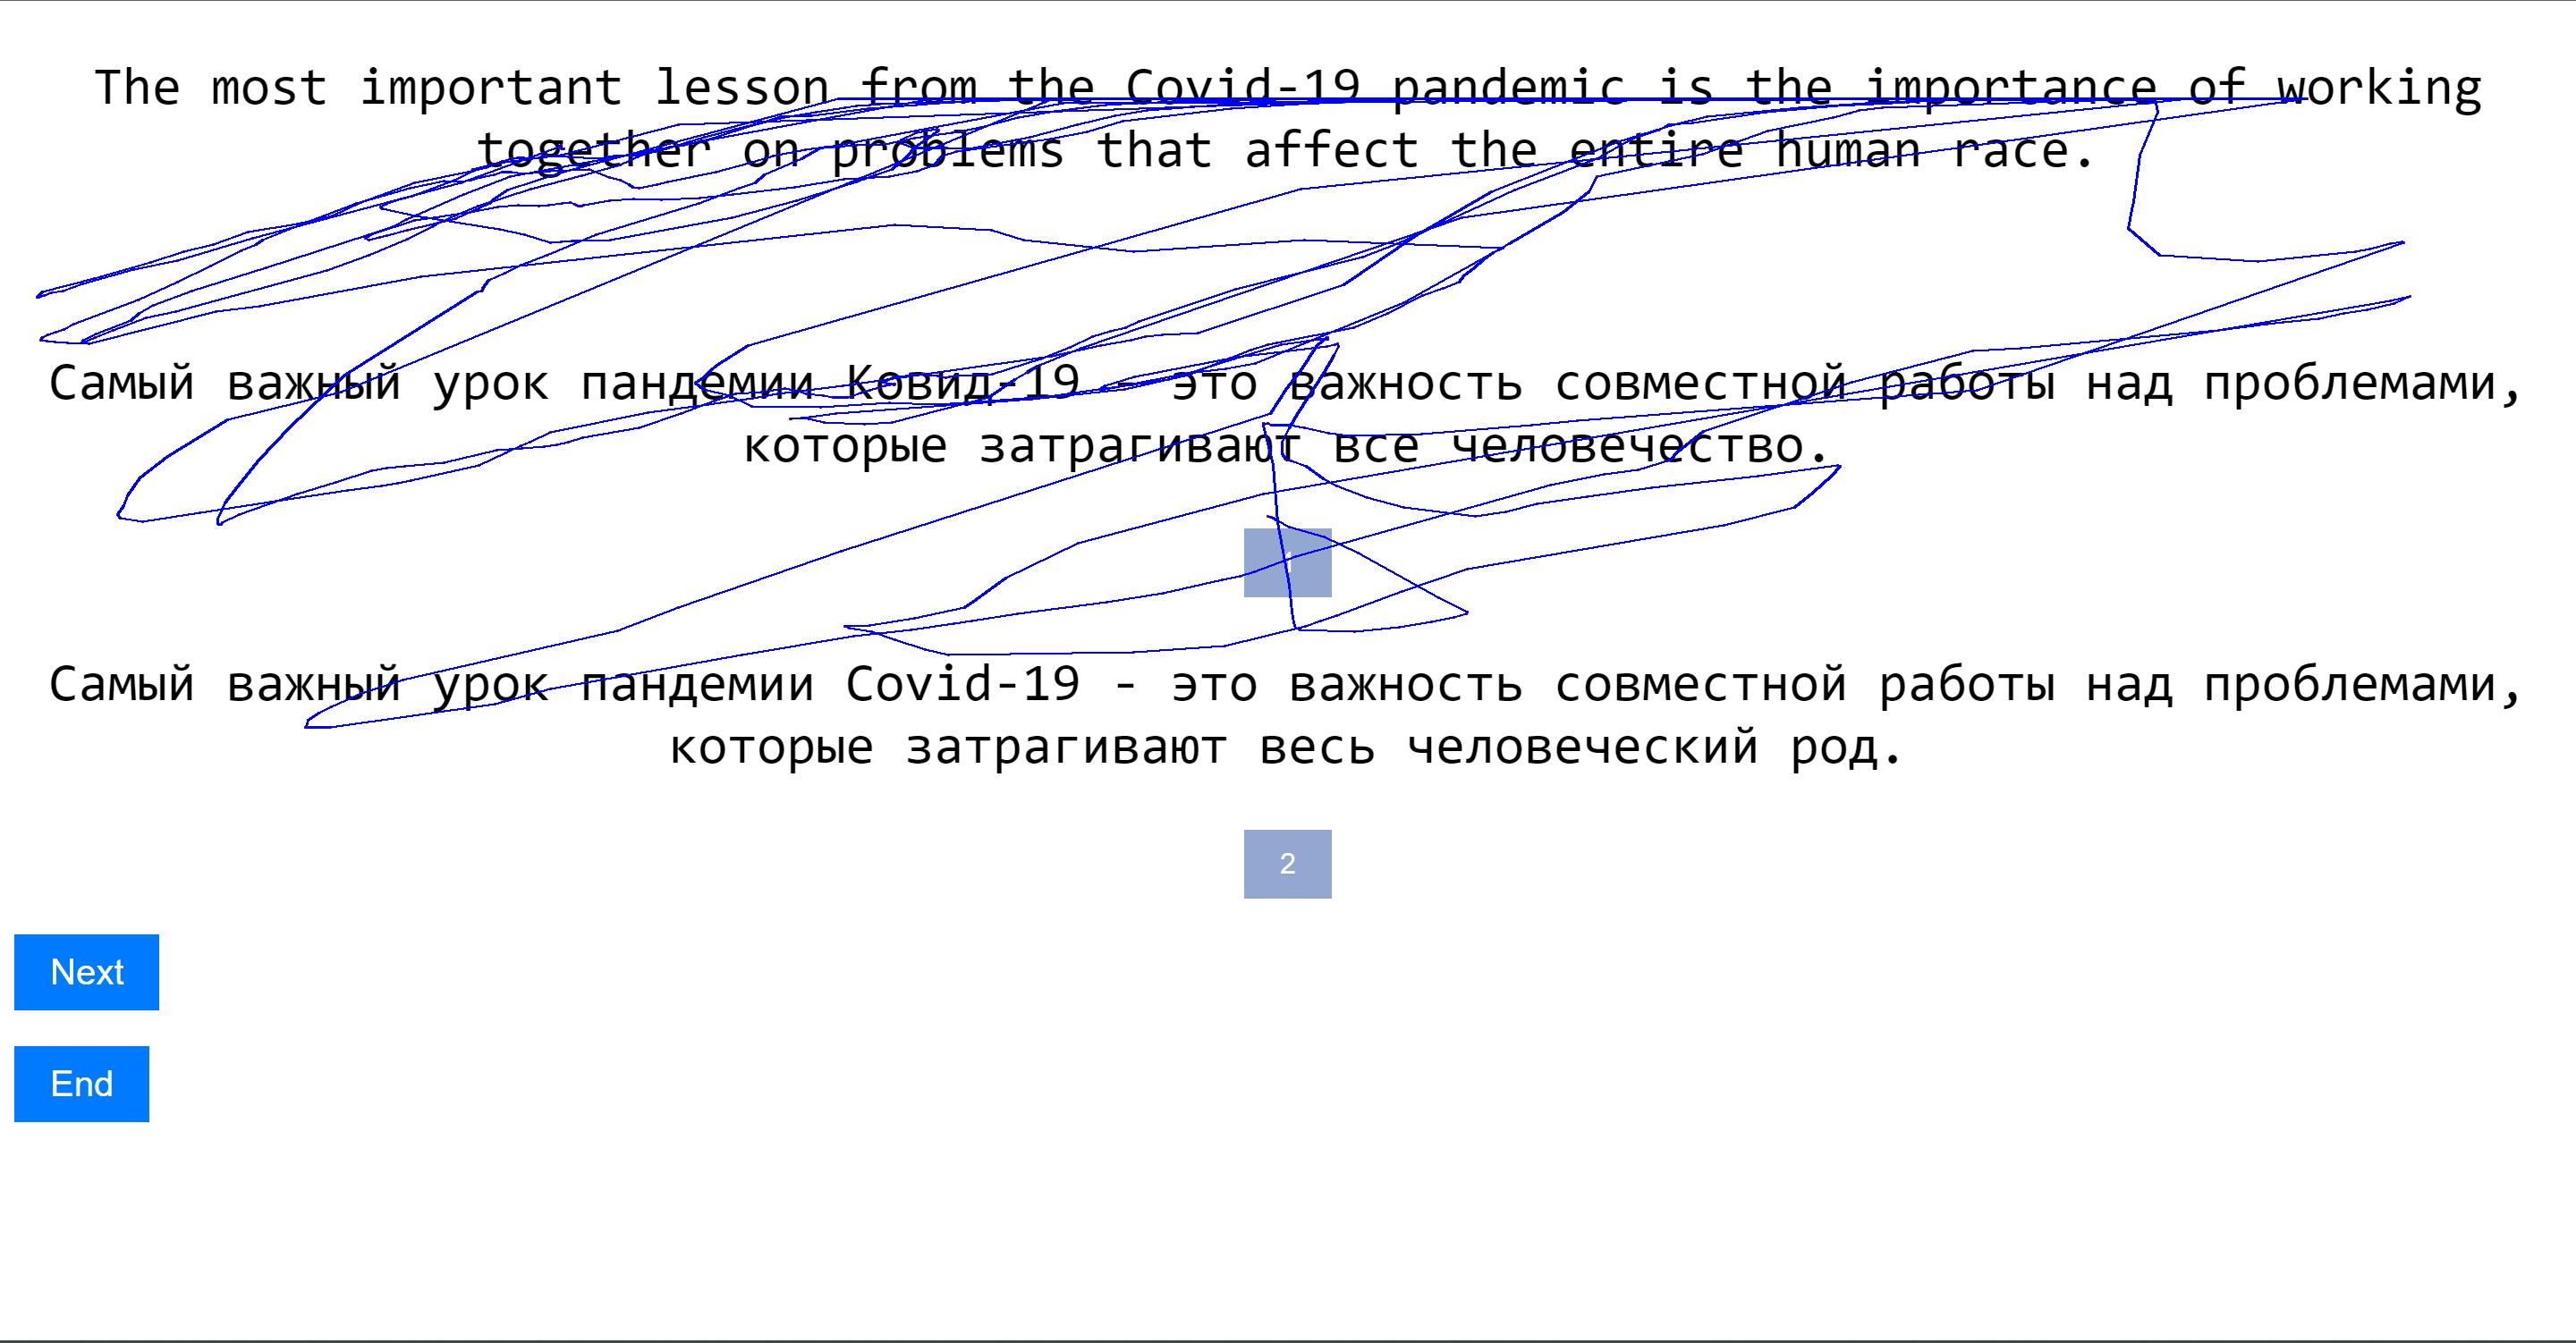 The most important lesson from the Covid-19 pandemic is the importance of working
together on problems that affect the entire human race.
Самый важный урок пандемии Ковид-19 - это важность совместной работы над проблемами,
которые затрагивают все человечество.
1
Самый важный урок пандемии Covid-19 - это важность совместной работы над проблемами,
которые затрагивают весь человеческий род.
2
Next
End